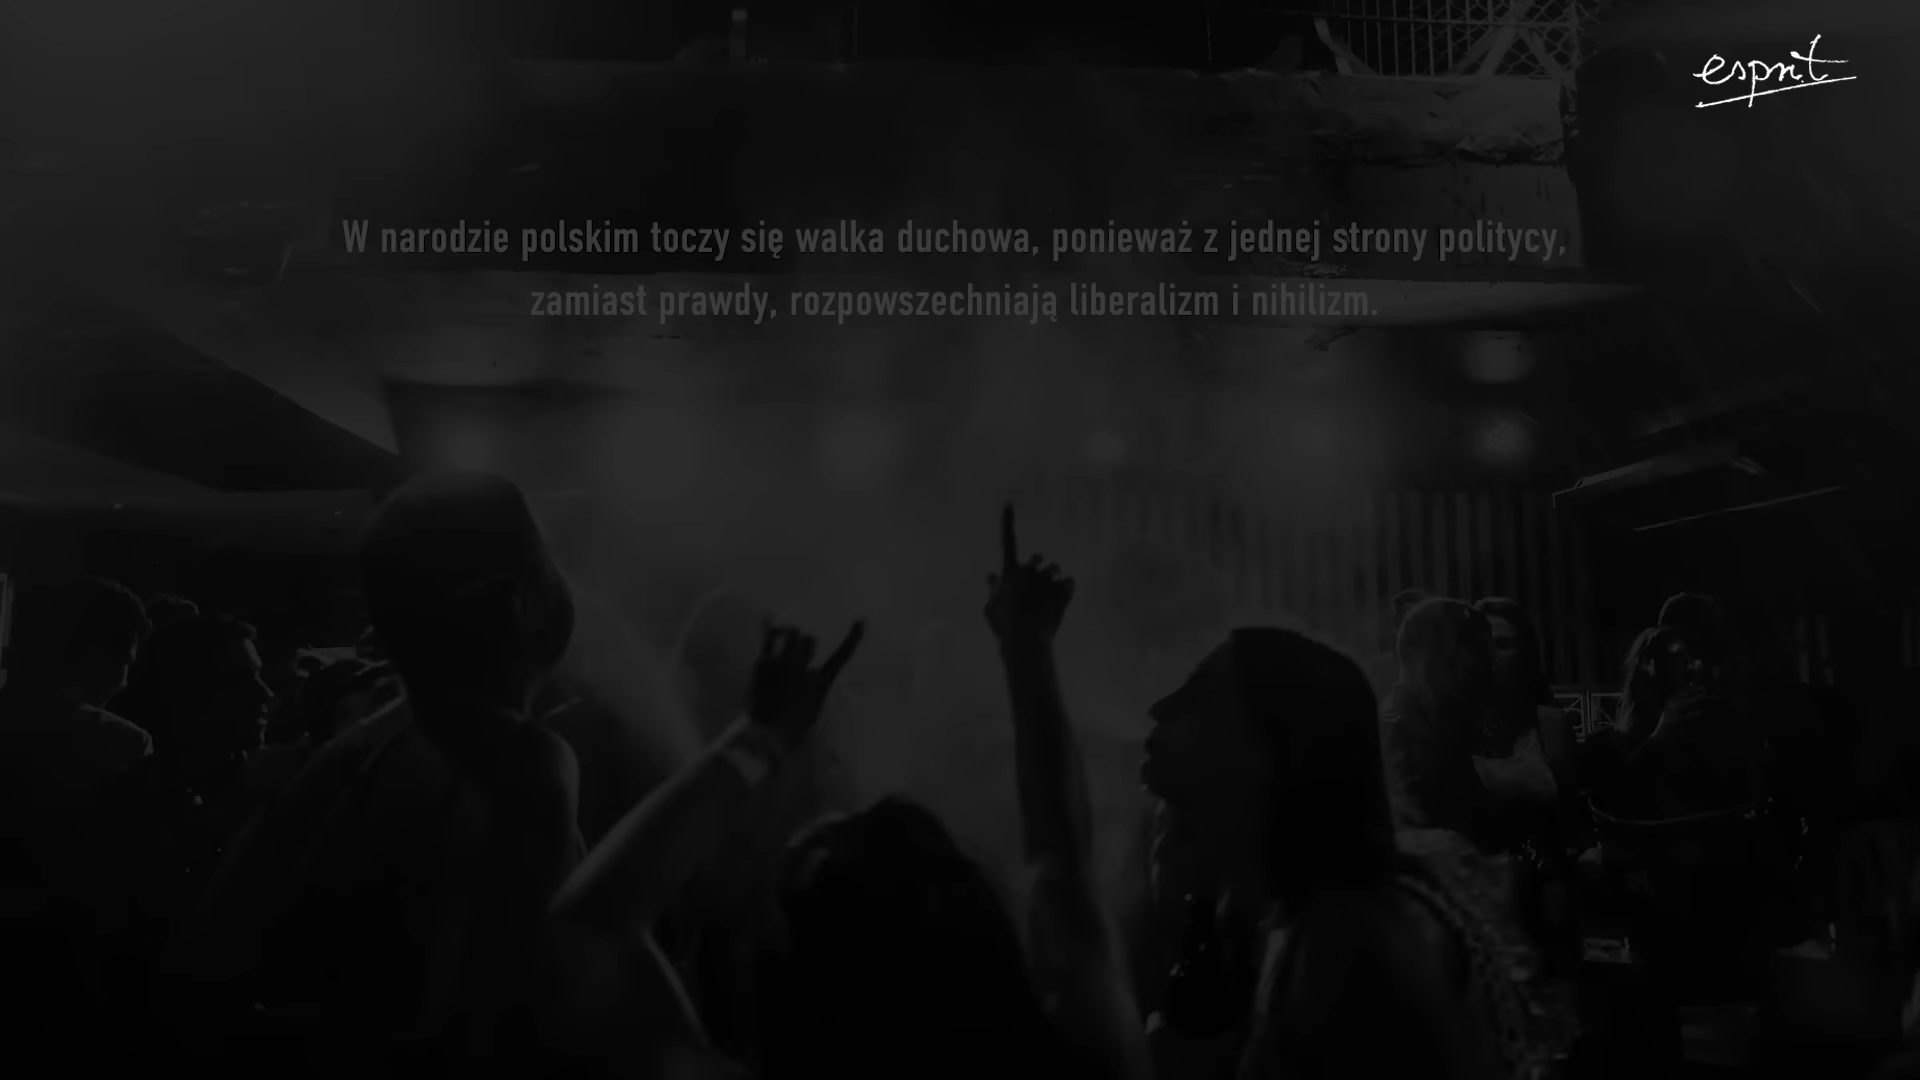 esprit
W narodzie polskim toczy się walka duchowa, ponieważ z jednej strony politycy,
zamiast prawdy, rozpowszechniają liberalizm i nihilizm.